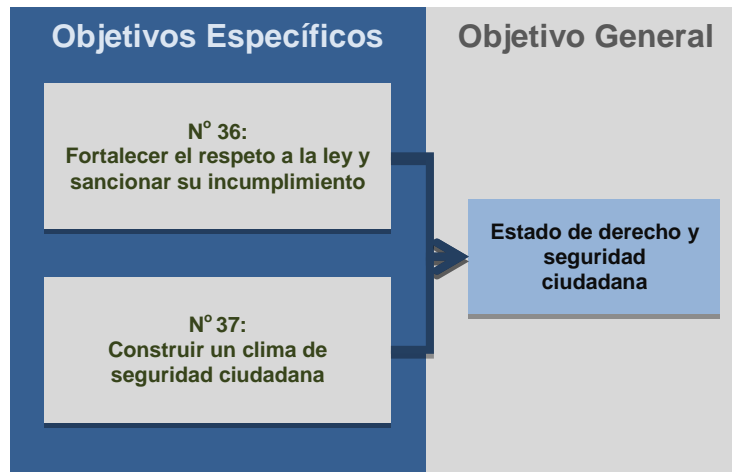 Objetivos Específicos
Objetivo General
Nº 36:
Fortalecer el respeto a la ley y
sancionar su incumplimiento
Estado de derecho y
seguridad
ciudadana
Nº 37:
Construir un clima de
seguridad ciudadana